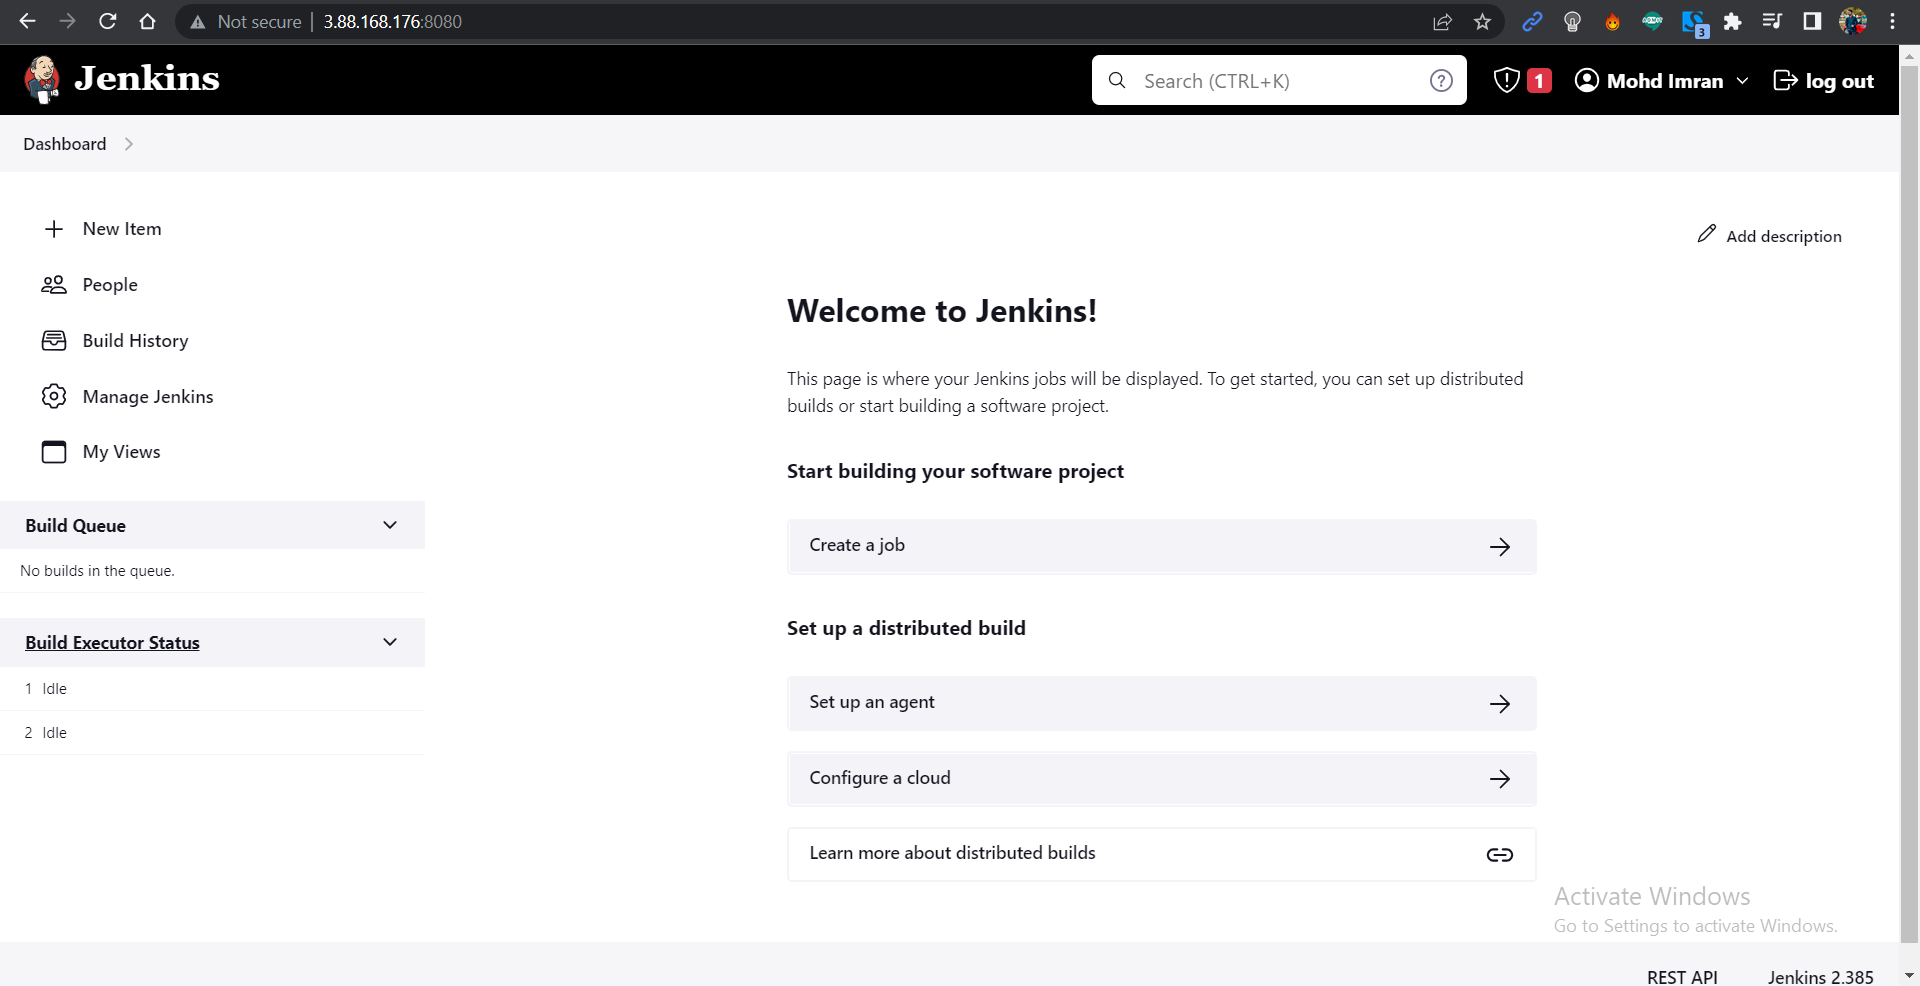 Not secure | 3.88.168.176:8080
3
Jenkins
Search (CTRL+K)
?
! 1
Mohd Imran
log out
Dashboard
New Item
Add description
People
Welcome to Jenkins!
Build History
This page is where your Jenkins jobs will be displayed. To get started, you can set up distributed
builds or start building a software project.
Manage Jenkins
My Views
Start building your software project
Build Queue
Create a job
No builds in the queue.
Set up a distributed build
Build Executor Status
1 Idle
Set up an agent
2 Idle
Configure a cloud
Learn more about distributed builds
Activate Windows
Go to Settings to activate Windows.
REST API
Jenkins 2.385